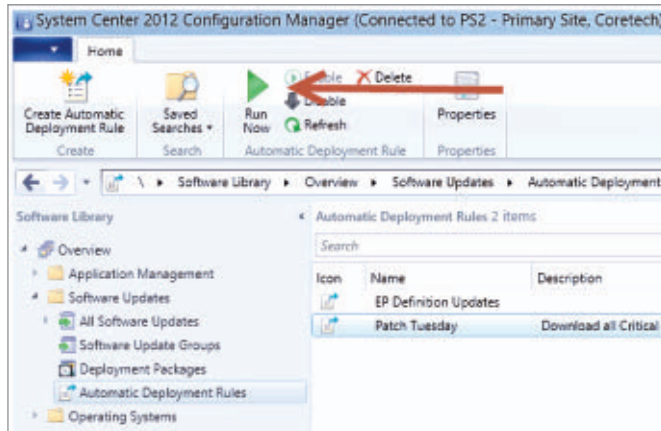 System Center 2012 Configuration Manager (Connected to PS2 - Primary Site, Coretech)
Home
Create Automatic Deployment Rule
Saved Searches
Run Now
Enable
Disable
Refresh
Delete
Properties
Create
Search
Automatic Deployment Rule
Properties
\ Software Library Overview Software Updates Automatic Deployment
Software Library
Overview
Application Management
Software Updates
All Software Updates
Software Update Groups
Deployment Packages
Automatic Deployment Rules
Operating Systems
Automatic Deployment Rules 2 items
Search
Icon Name Description
EP Definition Updates
Patch Tuesday Download all Critical